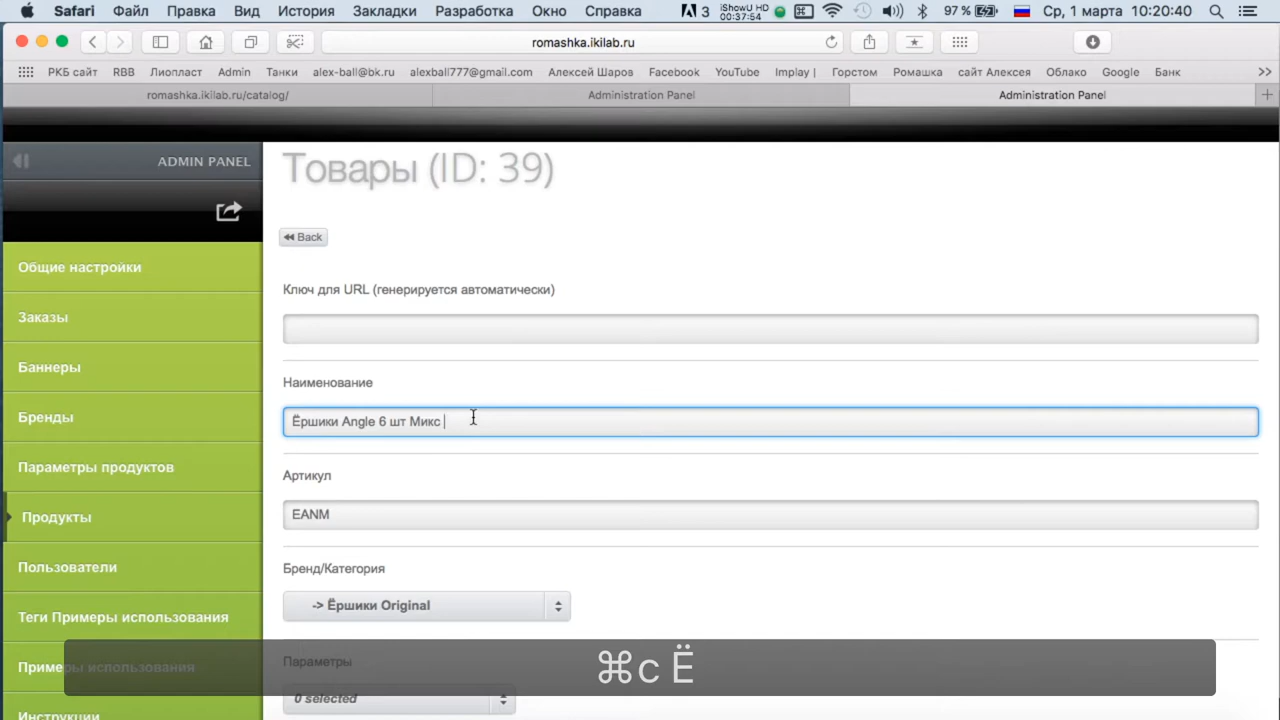 Safari Файл Правка Вид История Закладки Разработка Окно Справка 3 iShowU HD 00:37:54 97 % Ср, 1 марта 10:20:40
romashka.ikilab.ru
РКБ сайт RBB Лиопласт Admin Танки alex-ball@bk.ru alexball777@gmail.com Алексей Шаров Facebook YouTube Implay | Горстом Ромашка сайт Алексея Облако Google Банк >>
romashka.ikilab.ru/catalog/ Administration Panel Administration Panel +
ADMIN PANEL
Общие настройки
Заказы
Баннеры
Бренды
Параметры продуктов
Продукты
Пользователи
Теги Примеры использования
Примеры использования
Инструкции
Товары (ID: 39)
Back
Ключ для URL (генерируется автоматически)
Наименование
Ёршики Angle 6 шт Микс
Артикул
EANM
Бренд/Категория
-> Ёршики Original
Параметры
0 selected
⌘c Ё